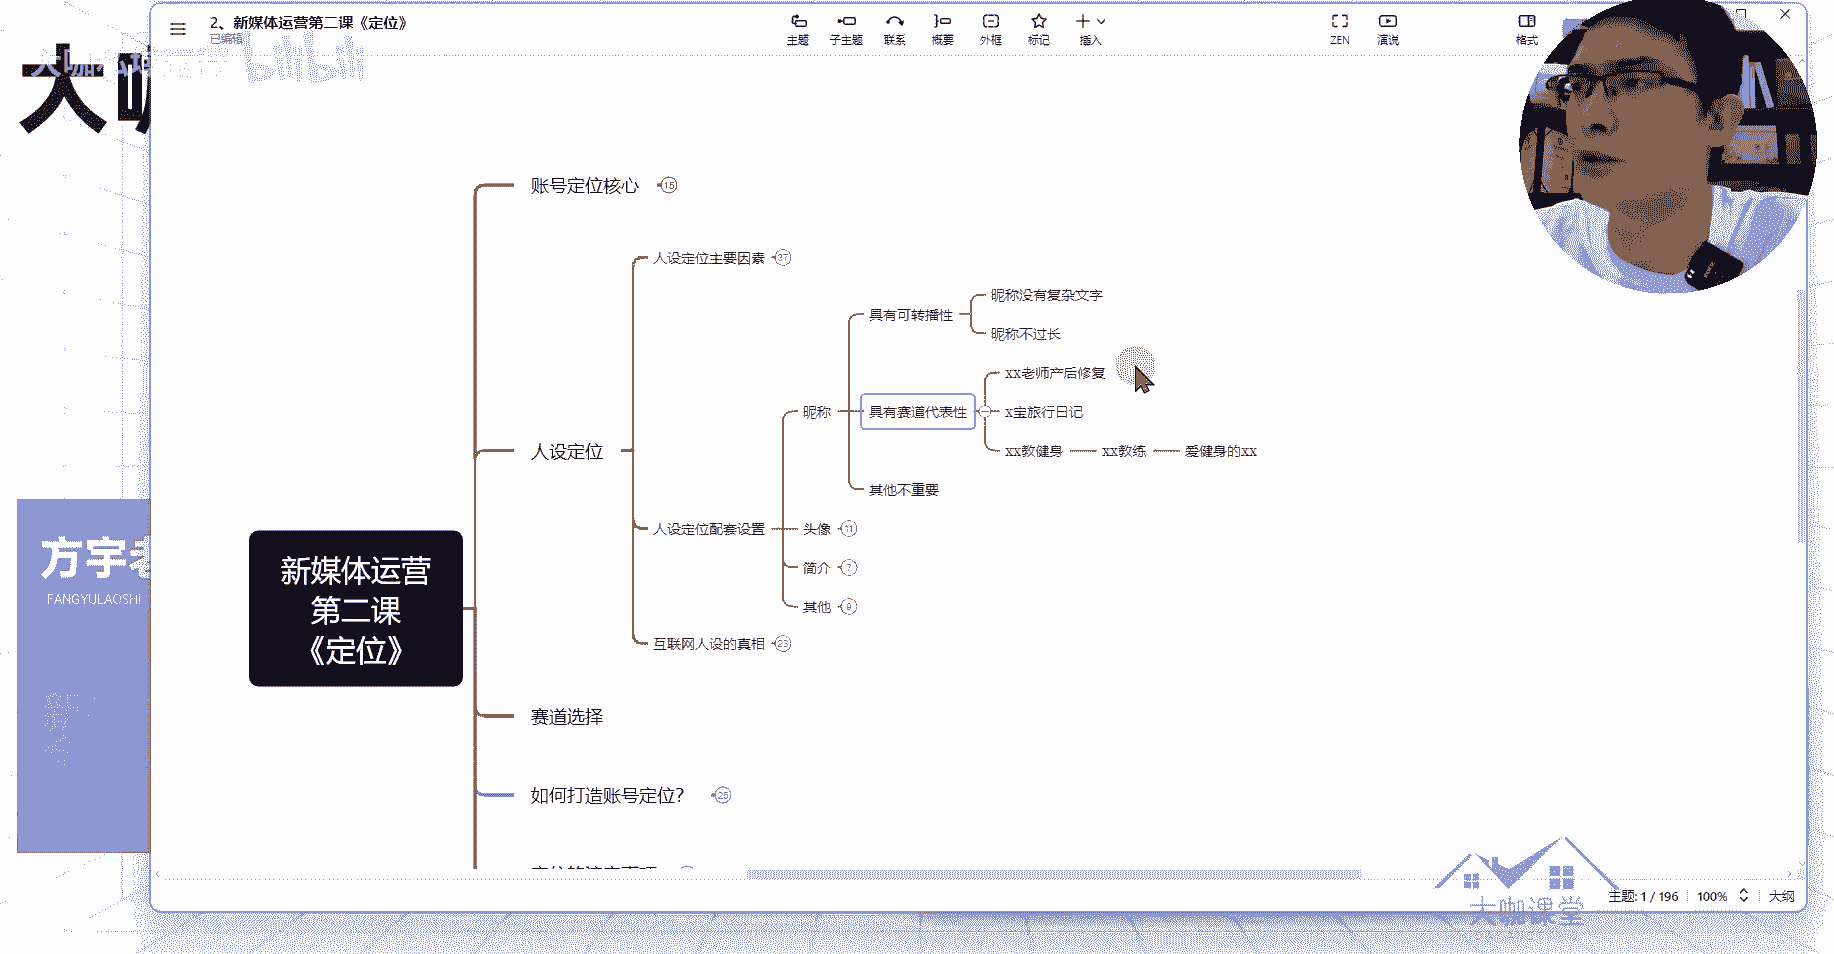 2、新媒体运营第二课《定位》
已编辑
主题
子主题
联系
概要
外框
标记
插入
ZEN
演说
格式
bilibili
大咖
账号定位核心
15
人设定位主要因素
37
昵称没有复杂文字
具有可转播性
昵称不过长
xx老师产后修复
昵称
具有赛道代表性
x宝旅行日记
人设定位
xx教健身
xx教练
爱健身的xx
其他不重要
人设定位配套设置
头像
11
简介
7
其他
9
互联网人设的真相
23
新媒体运营
第二课
《定位》
方宇老
FANGYULAOSHI
赛道选择
如何打造账号定位?
25
主题: 1 / 196
100%
大纲
大咖课堂